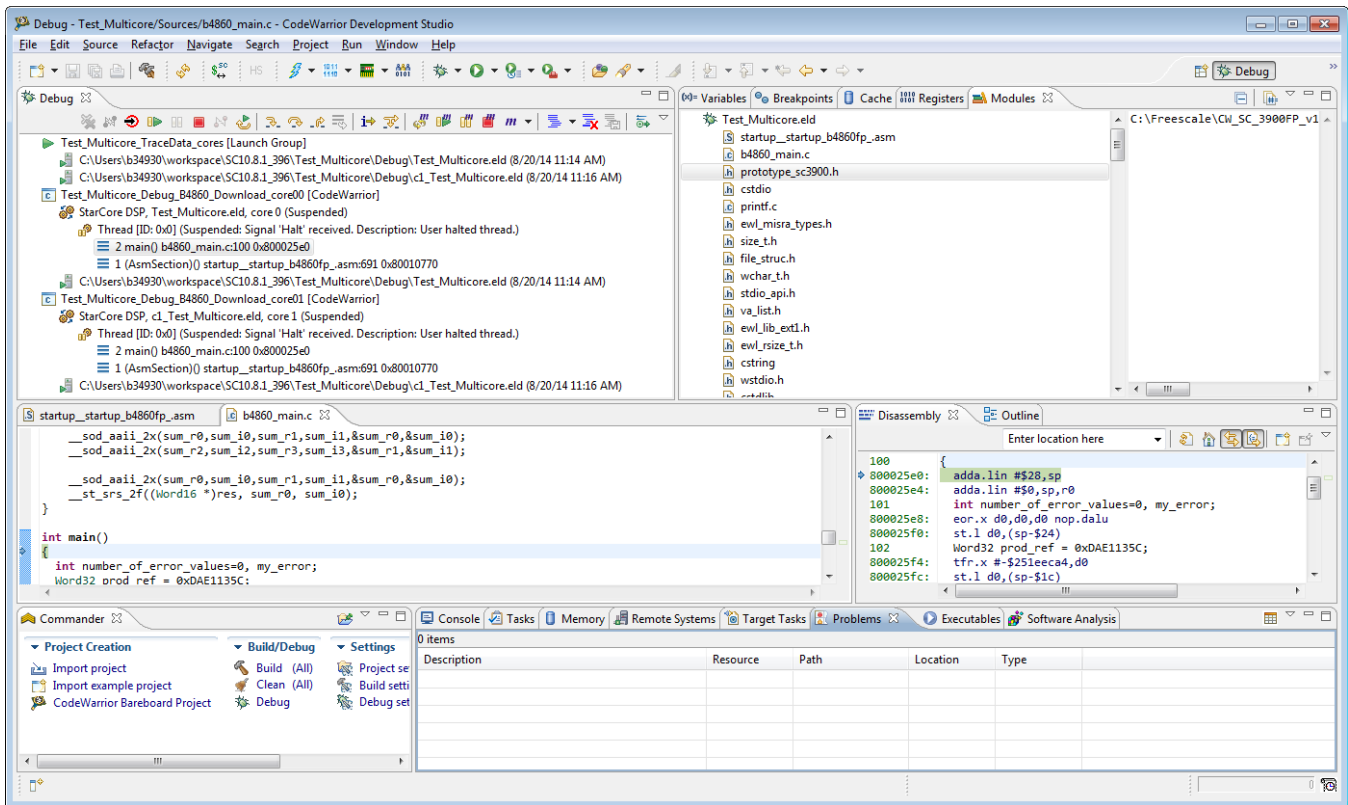 Debug - Test_Multicore/Sources/b4860_main.c - CodeWarrior Development Studio
File Edit Source Refactor Navigate Search Project Run Window Help
HS
Debug
Debug
Test_Multicore_TraceData_cores [Launch Group]
C:\Users\b34930\workspace\SC10.8.1_396\Test_Multicore\Debug\Test_Multicore.eld (8/20/14 11:14 AM)
C:\Users\b34930\workspace\SC10.8.1_396\Test_Multicore\Debug\c1_Test_Multicore.eld (8/20/14 11:16 AM)
Test_Multicore_Debug_B4860_Download_core00 [CodeWarrior]
StarCore DSP, Test_Multicore.eld, core 0 (Suspended)
Thread [ID: 0x0] (Suspended: Signal 'Halt' received. Description: User halted thread.)
2 main() b4860_main.c:100 0x800025e0
1 (AsmSection)() startup__startup_b4860fp_.asm:691 0x80010770
C:\Users\b34930\workspace\SC10.8.1_396\Test_Multicore\Debug\Test_Multicore.eld (8/20/14 11:14 AM)
Test_Multicore_Debug_B4860_Download_core01 [CodeWarrior]
StarCore DSP, c1_Test_Multicore.eld, core 1 (Suspended)
Thread [ID: 0x0] (Suspended: Signal 'Halt' received. Description: User halted thread.)
2 main() b4860_main.c:100 0x800025e0
1 (AsmSection)() startup__startup_b4860fp_.asm:691 0x80010770
C:\Users\b34930\workspace\SC10.8.1_396\Test_Multicore\Debug\c1_Test_Multicore.eld (8/20/14 11:16 AM)
Variables Breakpoints Cache Registers Modules
Test_Multicore.eld
startup__startup_b4860fp_.asm
b4860_main.c
prototype_sc3900.h
cstdio
printf.c
ewl_misra_types.h
size_t.h
file_struc.h
wchar_t.h
stdio_api.h
va_list.h
ewl_lib_ext1.h
ewl_rsize_t.h
cstring
wstdio.h
cstdlib
C:\Freescale\CW_SC_3900FP_v1
startup__startup_b4860fp_.asm b4860_main.c
__sod_aaii_2x(sum_r0,sum_i0,sum_r1,sum_i1,&sum_r0,&sum_i0);
__sod_aaii_2x(sum_r2,sum_i2,sum_r3,sum_i3,&sum_r1,&sum_i1);
__sod_aaii_2x(sum_r0,sum_i0,sum_r1,sum_i1,&sum_r0,&sum_i0);
__st_srs_2f((Word16 *)res, sum_r0, sum_i0);
}
int main()
{
int number_of_error_values=0, my_error;
Word32 prod_ref = 0xDAE1135C;
Disassembly Outline
Enter location here
100 {
800025e0: adda.lin #$28,sp
800025e4: adda.lin #$0,sp,r0
101 int number_of_error_values=0, my_error;
800025e8: eor.x d0,d0,d0 nop.dalu
800025f0: st.l d0,(sp-$24)
102 Word32 prod_ref = 0xDAE1135C;
800025f4: tfr.x #-$251eeca4,d0
800025fc: st.l d0,(sp-$1c)
Commander
Project Creation
Import project
Import example project
CodeWarrior Bareboard Project
Build/Debug
Build (All)
Clean (All)
Debug
Settings
Project se
Build setti
Debug set
Console Tasks Memory Remote Systems Target Tasks Problems Executables Software Analysis
0 items
Description Resource Path Location Type
0